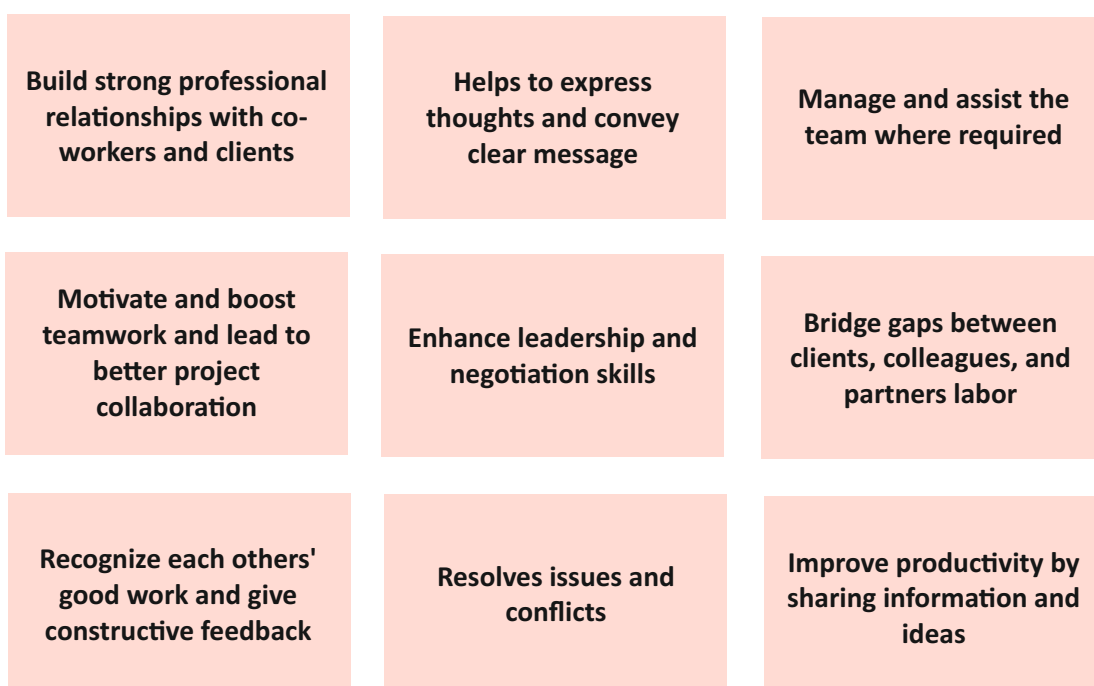 Build strong professional
relationships with co-
workers and clients
Helps to express
thoughts and convey
clear message
Manage and assist the
team where required
Motivate and boost
teamwork and lead to
better project
collaboration
Enhance leadership and
negotiation skills
Bridge gaps between
clients, colleagues, and
partners labor
Recognize each others'
good work and give
constructive feedback
Resolves issues and
conflicts
Improve productivity by
sharing information and
ideas